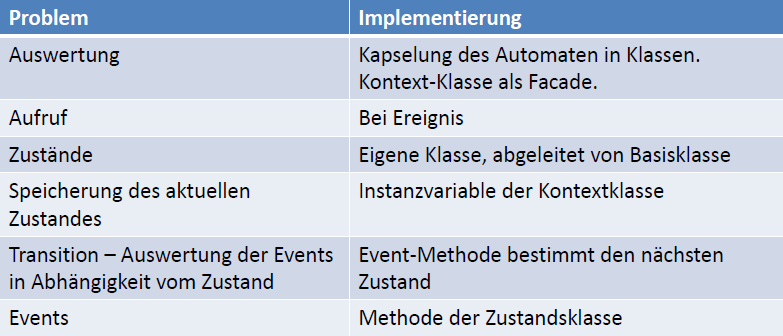 Problem
Implementierung
Auswertung
Kapselung des Automaten in Klassen.
Kontext-Klasse als Facade.
Aufruf
Bei Ereignis
Zustände
Eigene Klasse, abgeleitet von Basisklasse
Speicherung des aktuellen
Zustandes
Instanzvariable der Kontextklasse
Transition – Auswertung der Events
in Abhängigkeit vom Zustand
Event-Methode bestimmt den nächsten
Zustand
Events
Methode der Zustandsklasse